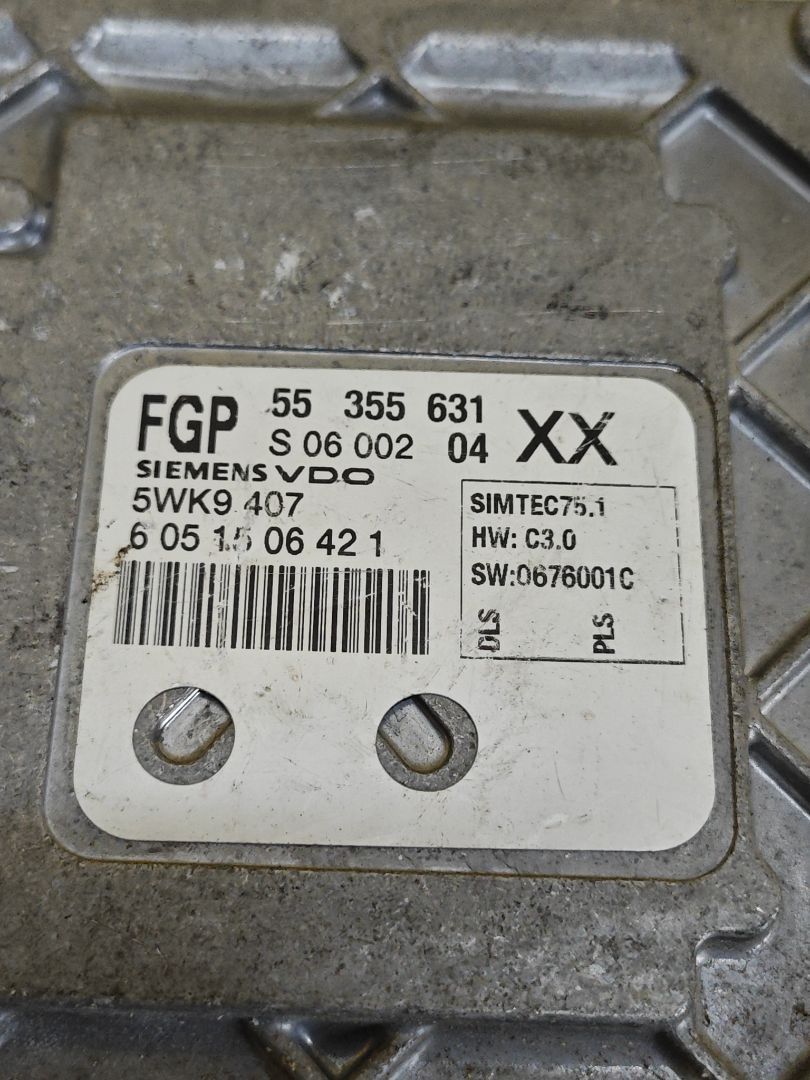 FGP 55 355 631 XX
S 06 002 04
SIEMENS VDO
5WK9 407
6 05 15 06 42 1
SIMTEC75.1
HW: C3.0
SW:0676001C
DLS PLS